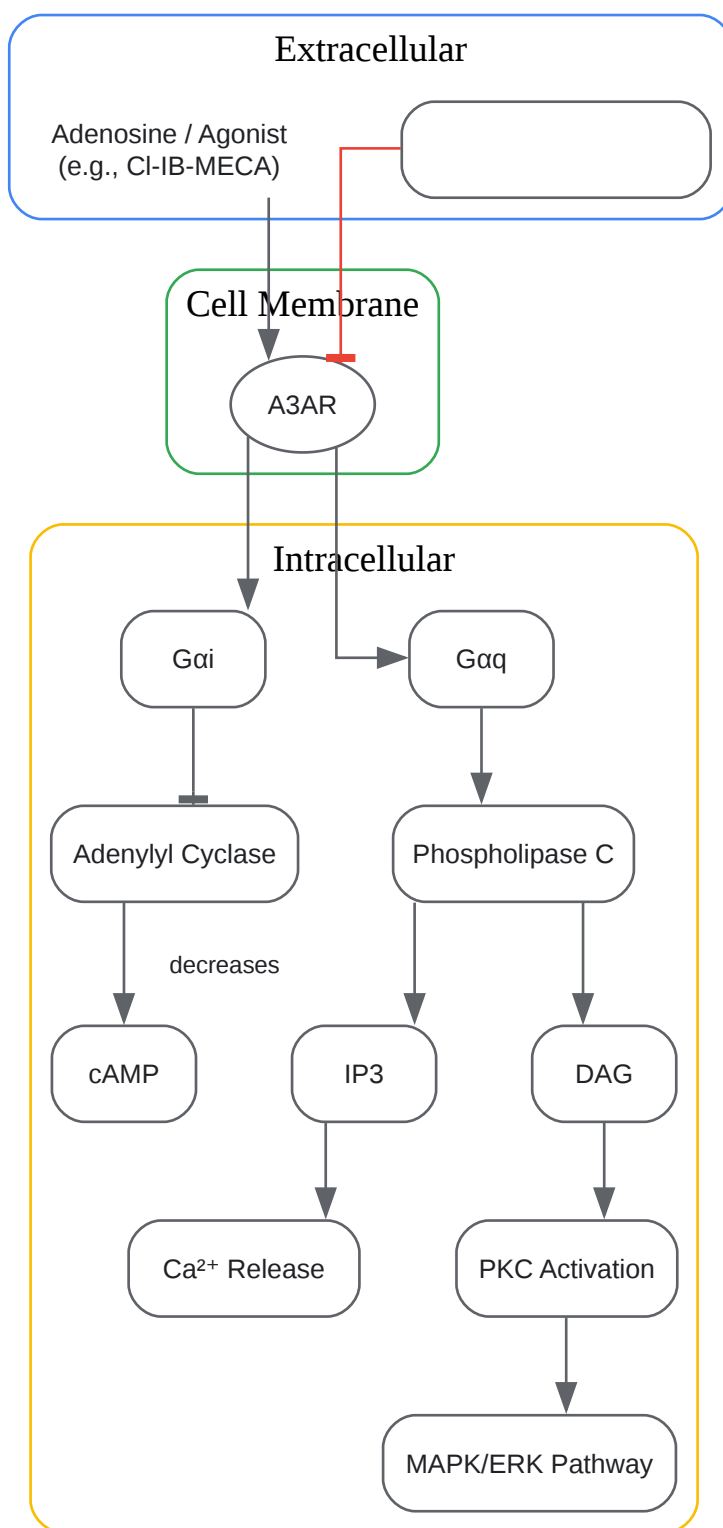 Extracellular
Adenosine / Agonist
(e.g., Cl-IB-MECA)
Cell Membrane
A3AR
Intracellular
Gαi
Gαq
Adenylyl Cyclase
Phospholipase C
decreases
cAMP
IP3
DAG
Ca²⁺ Release
PKC Activation
MAPK/ERK Pathway